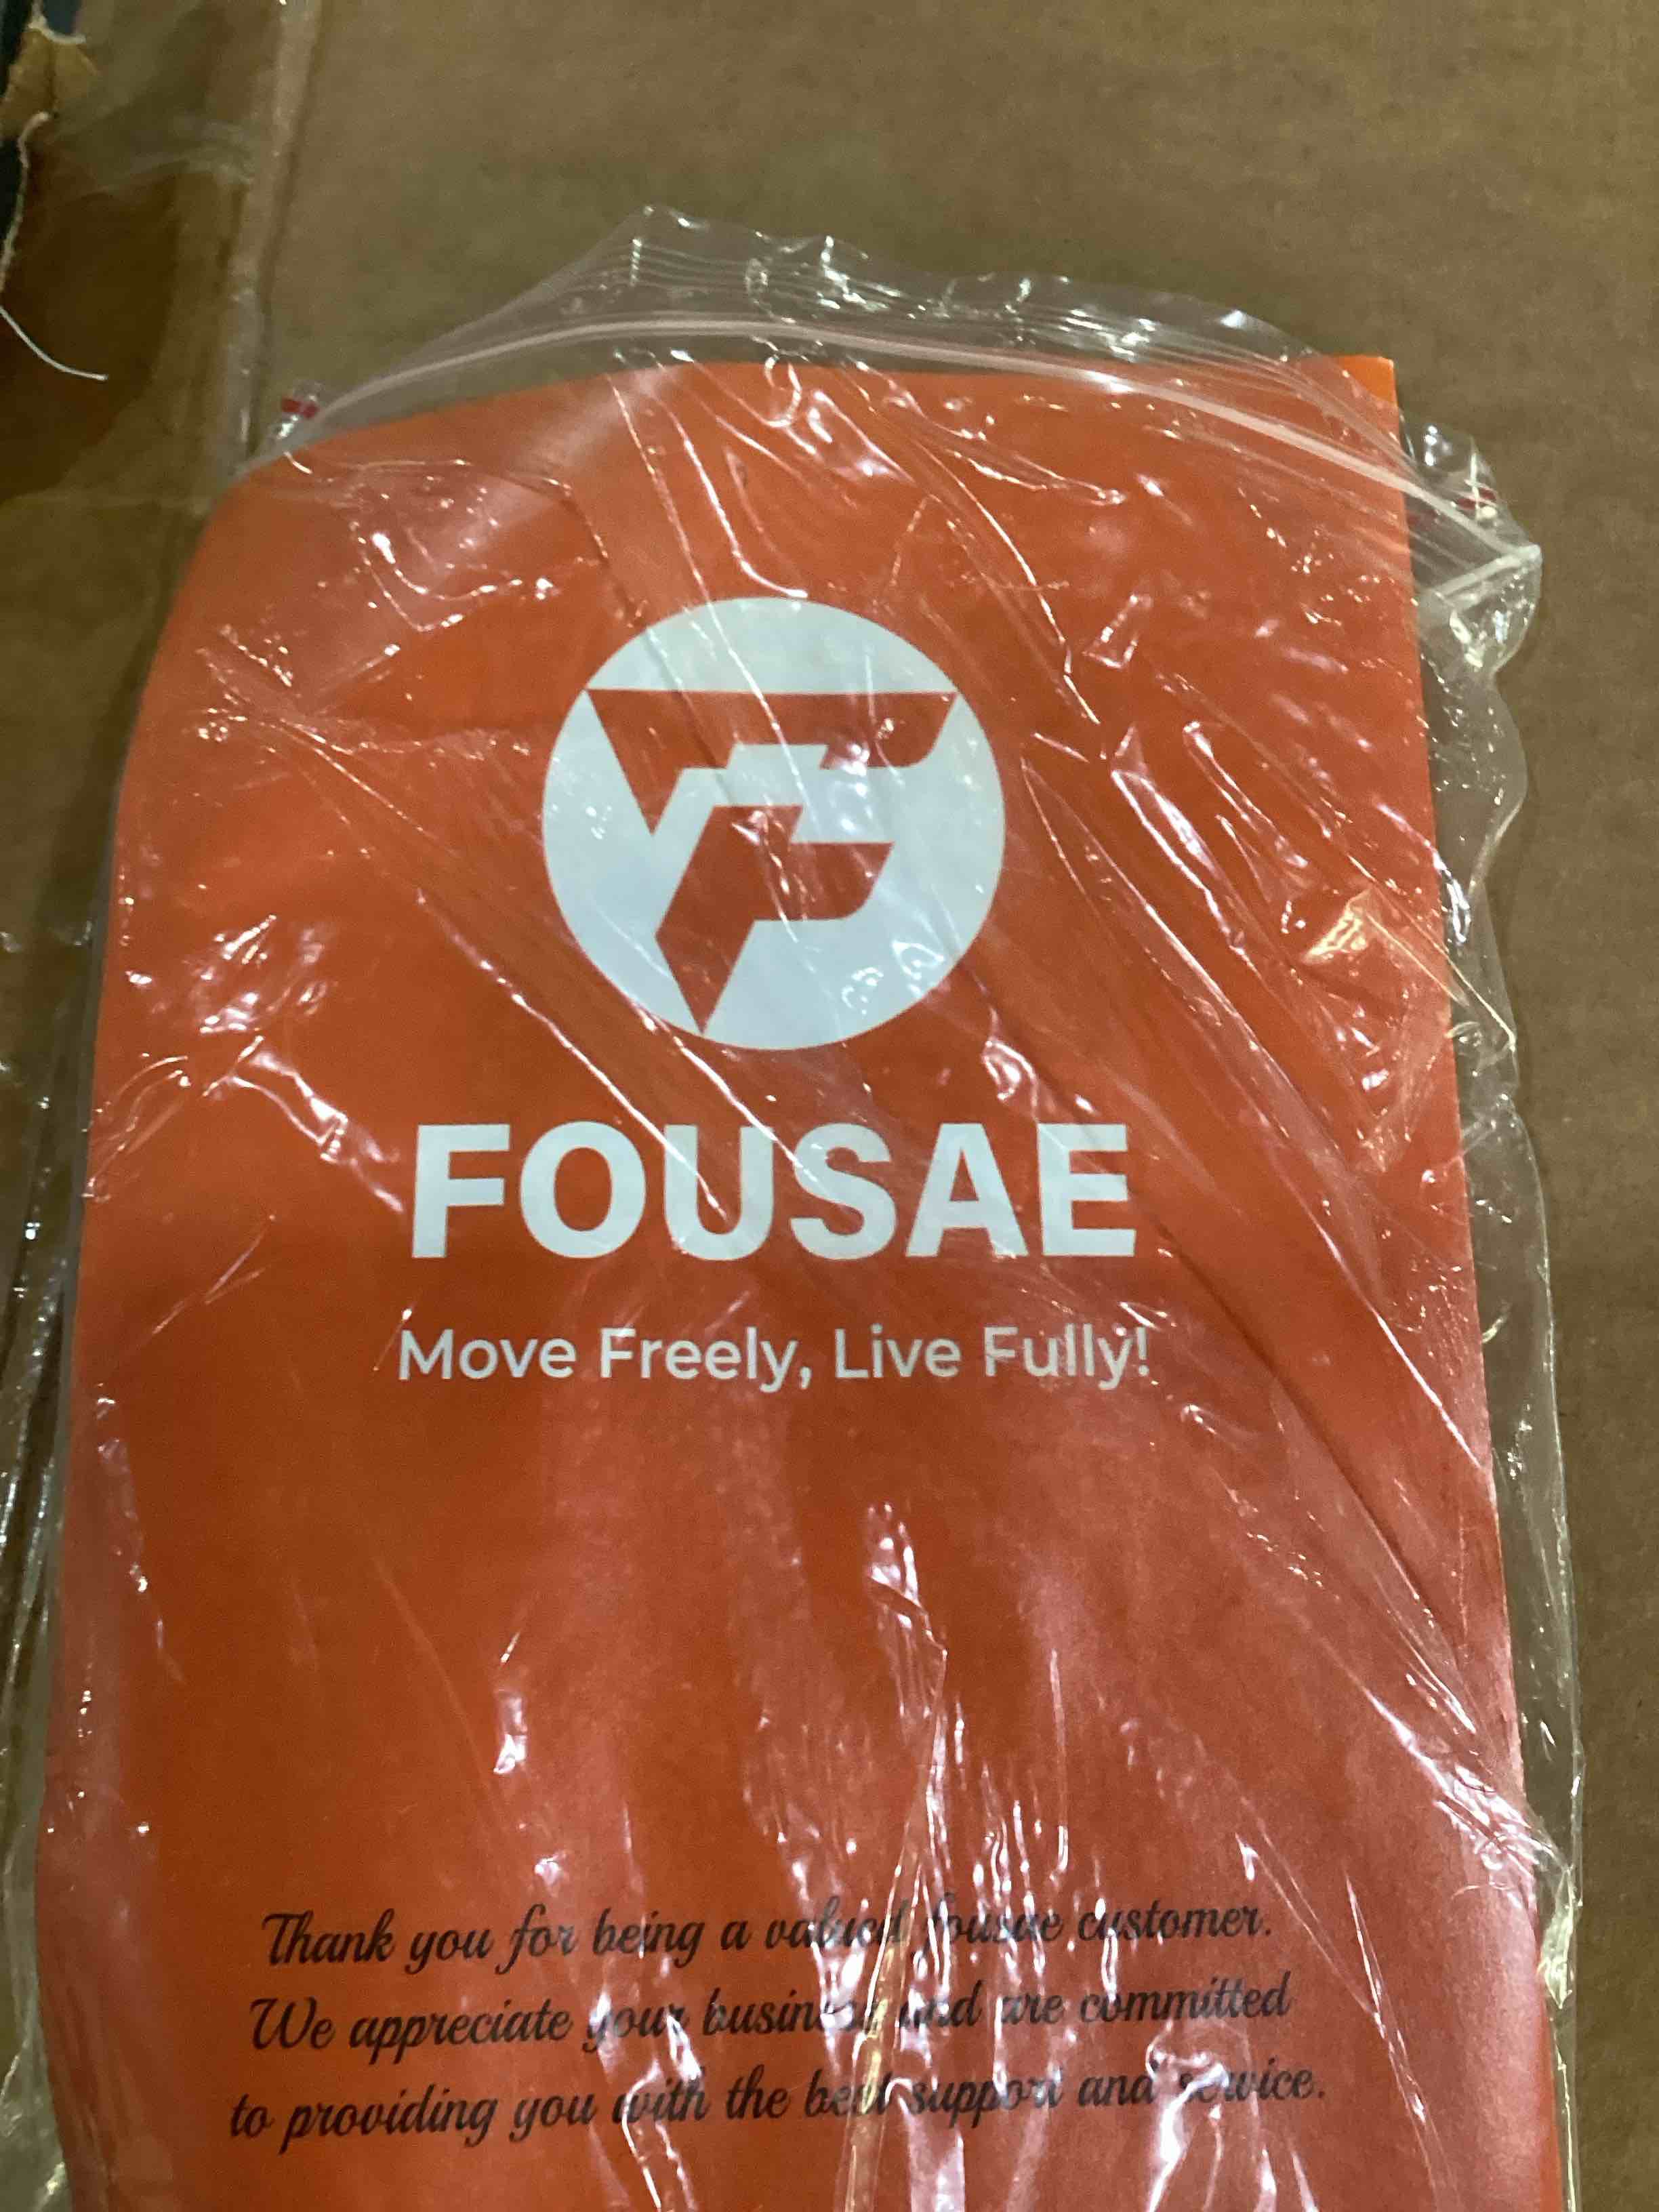 FOUSAE
Move Freely, Live Fully!
Thank you for being a valued fousae customer.
We appreciate your business and are committed
to providing you with the best support and service.